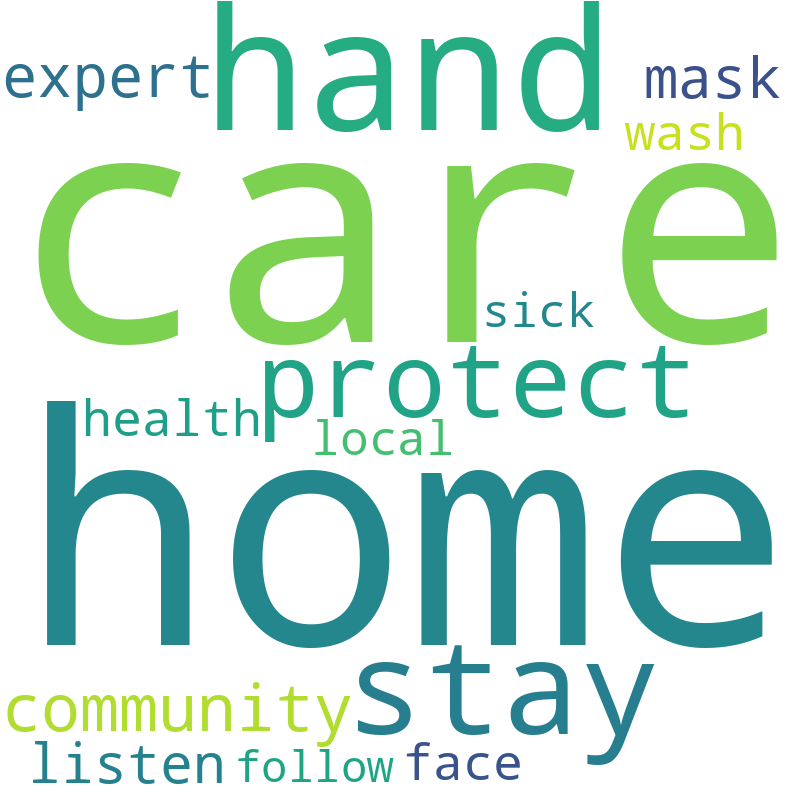 hand
expert
mask
wash
care
sick
protect
health
local
home
stay
community
listen
follow
face